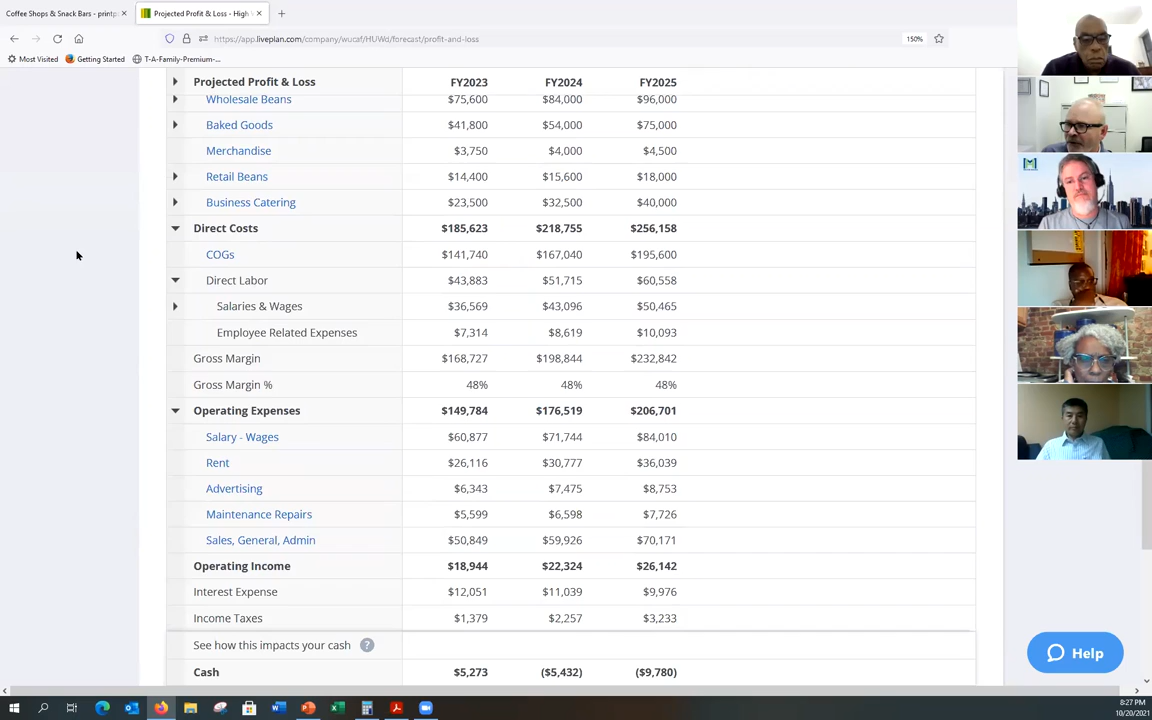 Coffee Shops & Snack Bars - printp
Projected Profit & Loss - High
https://app.liveplan.com/company/wucaf/HUWd/forecast/profit-and-loss
150%
Most Visited
Getting Started
T-A-Family-Premium-...
Projected Profit & Loss FY2023 FY2024 FY2025
Wholesale Beans $75,600 $84,000 $96,000
Baked Goods $41,800 $54,000 $75,000
Merchandise $3,750 $4,000 $4,500
Retail Beans $14,400 $15,600 $18,000
Business Catering $23,500 $32,500 $40,000
Direct Costs $185,623 $218,755 $256,158
COGs $141,740 $167,040 $195,600
Direct Labor $43,883 $51,715 $60,558
Salaries & Wages $36,569 $43,096 $50,465
Employee Related Expenses $7,314 $8,619 $10,093
Gross Margin $168,727 $198,844 $232,842
Gross Margin % 48% 48% 48%
Operating Expenses $149,784 $176,519 $206,701
Salary - Wages $60,877 $71,744 $84,010
Rent $26,116 $30,777 $36,039
Advertising $6,343 $7,475 $8,753
Maintenance Repairs $5,599 $6,598 $7,726
Sales, General, Admin $50,849 $59,926 $70,171
Operating Income $18,944 $22,324 $26,142
Interest Expense $12,051 $11,039 $9,976
Income Taxes $1,379 $2,257 $3,233
See how this impacts your cash ?
Cash $5,273 ($5,432) ($9,780)
Help
8:27 PM
10/20/2021